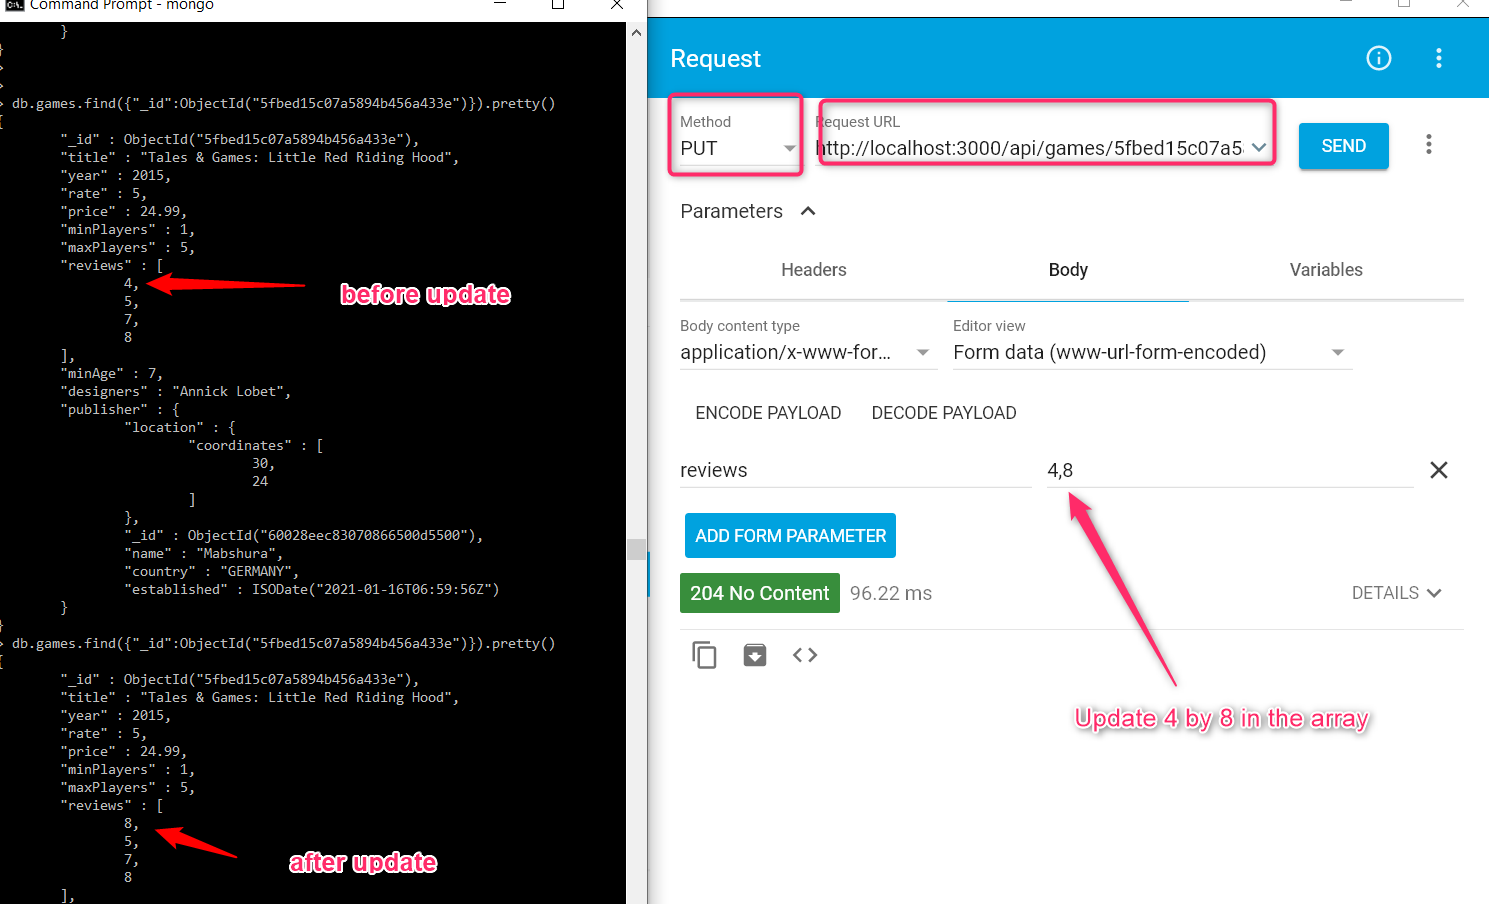 Command Prompt - mongo
}
}
>
>
> db.games.find({"_id":ObjectId("5fbed15c07a5894b456a433e")}).pretty()
{
"_id" : ObjectId("5fbed15c07a5894b456a433e"),
"title" : "Tales & Games: Little Red Riding Hood",
"year" : 2015,
"rate" : 5,
"price" : 24.99,
"minPlayers" : 1,
"maxPlayers" : 5,
"reviews" : [
4,
before update
5,
7,
8
],
"minAge" : 7,
"designers" : "Annick Lobet",
"publisher" : {
"location" : {
"coordinates" : [
30,
24
]
},
"_id" : ObjectId("60028eec83070866500d5500"),
"name" : "Mabshura",
"country" : "GERMANY",
"established" : ISODate("2021-01-16T06:59:56Z")
}
}
> db.games.find({"_id":ObjectId("5fbed15c07a5894b456a433e")}).pretty()
{
"_id" : ObjectId("5fbed15c07a5894b456a433e"),
"title" : "Tales & Games: Little Red Riding Hood",
"year" : 2015,
"rate" : 5,
"price" : 24.99,
"minPlayers" : 1,
"maxPlayers" : 5,
"reviews" : [
8,
5,
7,
after update
8
],
Request
Method
PUT
Request URL
http://localhost:3000/api/games/5fbed15c07a5
SEND
Parameters
Headers Body Variables
Body content type
application/x-www-for...
Editor view
Form data (www-url-form-encoded)
ENCODE PAYLOAD DECODE PAYLOAD
reviews 4,8
ADD FORM PARAMETER
204 No Content 96.22 ms DETAILS
Update 4 by 8 in the array